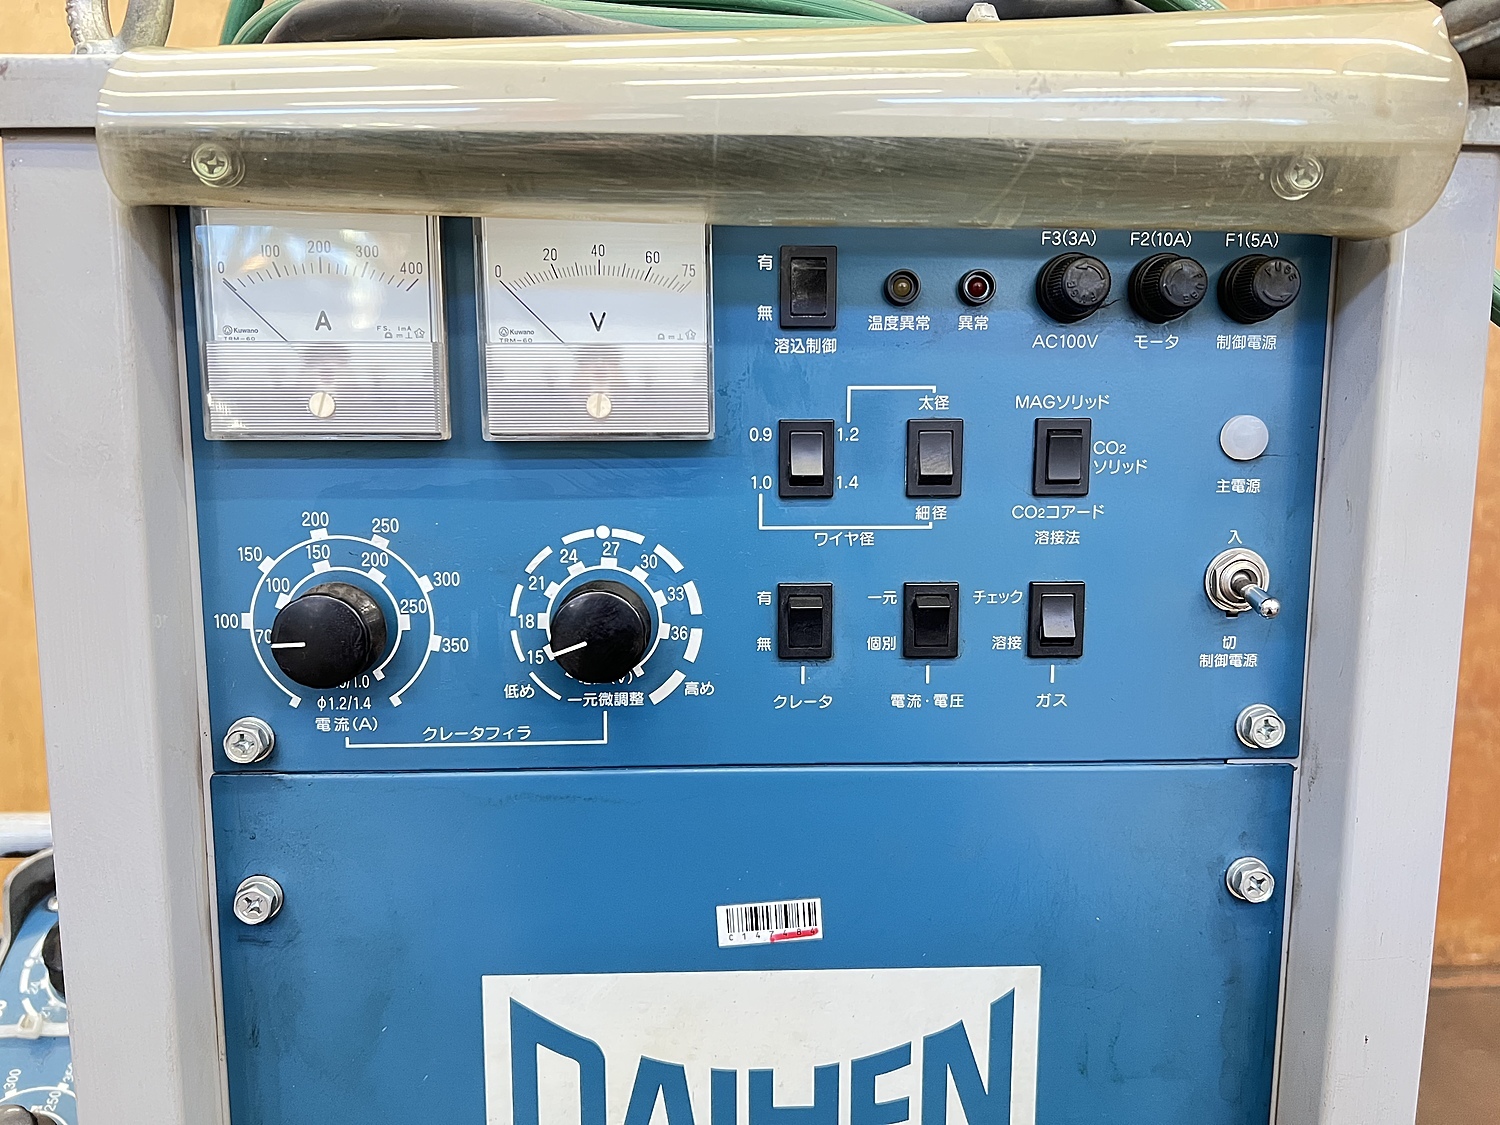 0 100 200 300 400
A
Kuwano
TRM-60
FS. 1mA
0 20 40 60 75
V
Kuwano
TRM-60
有
無
溶込制御
温度異常
異常
F3(3A)
F2(10A)
F1(5A)
AC100V
モータ
制御電源
0.9
1.2
1.0
1.4
太径
細径
ワイヤ径
MAGソリッド
CO2
ソリッド
CO2コアード
溶接法
主電源
入
切
制御電源
100 150 200 250 300 350
70 100 150 200 250
φ1.2/1.4
電流(A)
15 18 21 24 27 30 33 36
低め
高め
一元微調整
クレータフィラ
有
無
クレータ
一元
個別
電流・電圧
チェック
溶接
ガス
DAIHEN